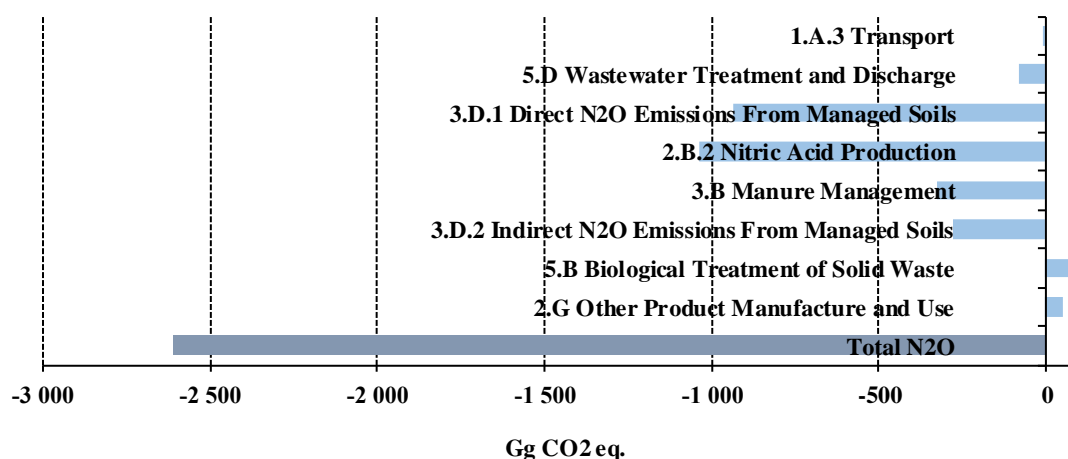 1.A.3 Transport
5.D Wastewater Treatment and Discharge
3.D.1 Direct N2O Emissions From Managed Soils
2.B.2 Nitric Acid Production
3.B Manure Management
3.D.2 Indirect N2O Emissions From Managed Soils
5.B Biological Treatment of Solid Waste
2.G Other Product Manufacture and Use
Total N2O
-3 000 -2 500 -2 000 -1 500 -1 000 -500 0
Gg CO2 eq.